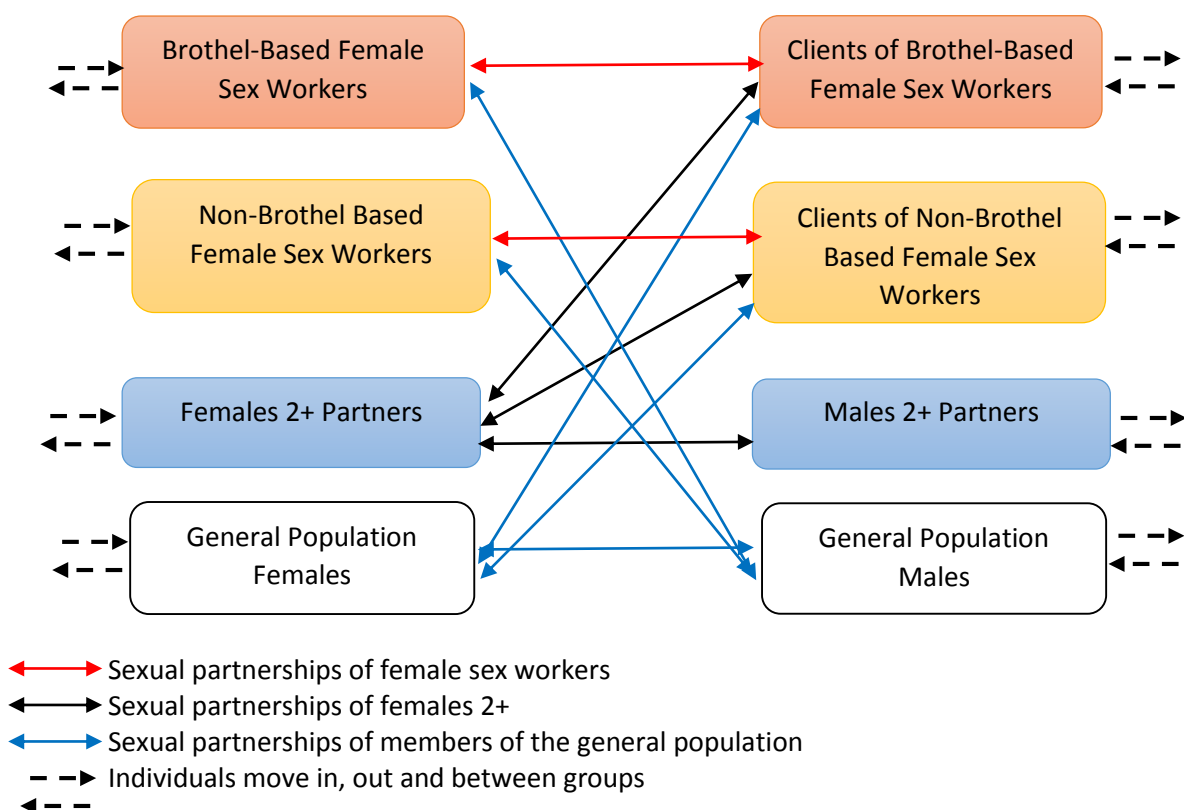 Brothel-Based Female
Sex Workers
Clients of Brothel-Based
Female Sex Workers
Non-Brothel Based
Female Sex Workers
Clients of Non-Brothel
Based Female Sex
Workers
Females 2+ Partners
Males 2+ Partners
General Population
Females
General Population
Males
Sexual partnerships of female sex workers
Sexual partnerships of females 2+
Sexual partnerships of members of the general population
Individuals move in, out and between groups